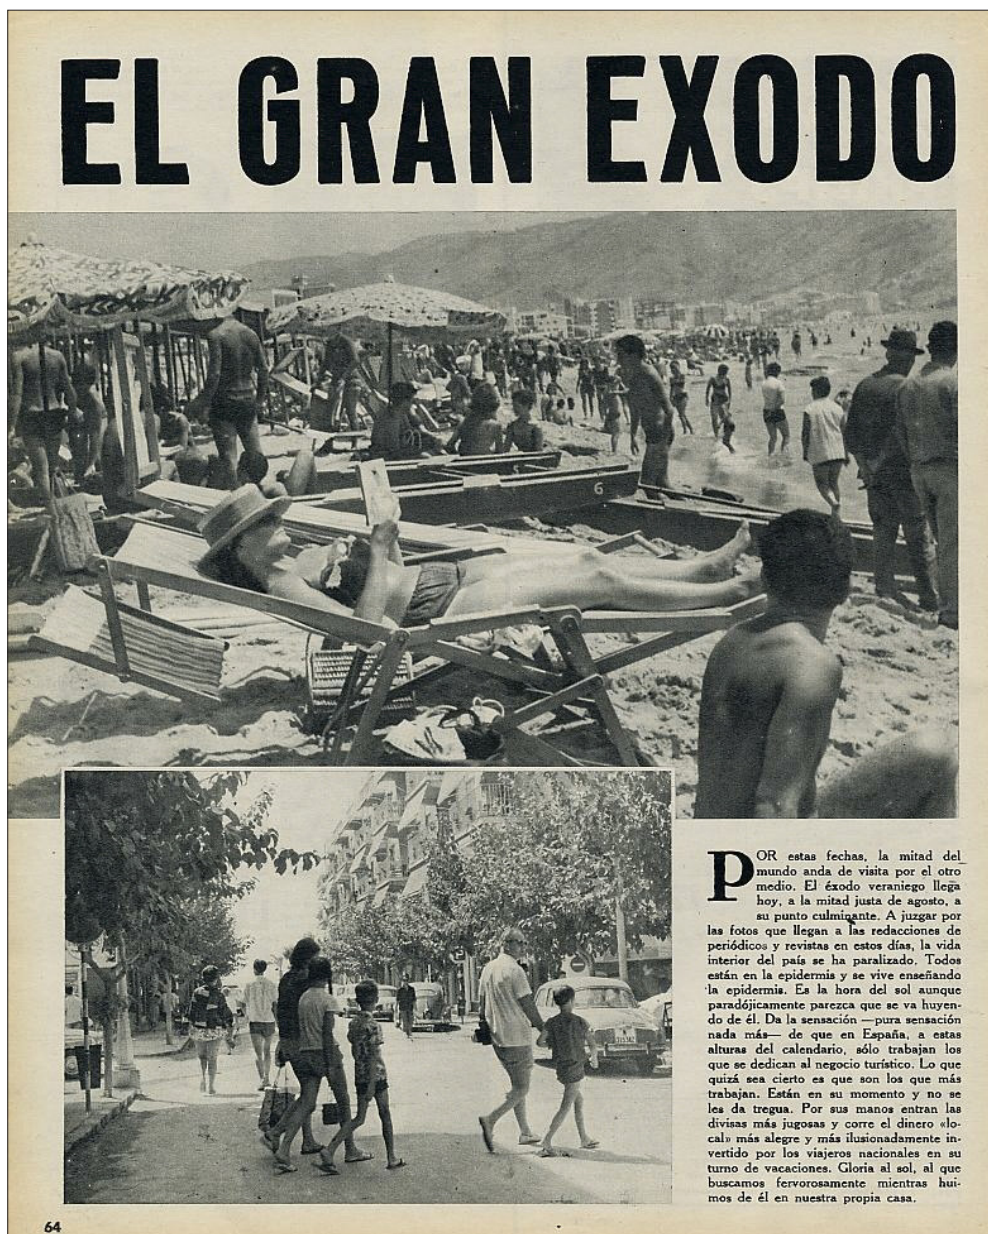 EL GRAN EXODO
6
POR estas fechas, la mitad del
mundo anda de visita por el otro
medio. El éxodo veraniego llega
hoy, a la mitad justa de agosto, a
su punto culminante. A juzgar por
las fotos que llegan a las redacciones de
periódicos y revistas en estos días, la vida
interior del país se ha paralizado. Todos
están en la epidermis y se vive enseñando
la epidermis. Es la hora del sol aunque
paradójicamente parezca que se va huyen-
do de él. Da la sensación —pura sensación
nada más— de que en España, a estas
alturas del calendario, sólo trabajan los
que se dedican al negocio turístico. Lo que
quizá sea cierto es que son los que más
trabajan. Están en su momento y no se
les da tregua. Por sus manos entran las
divisas más jugosas y corre el dinero «lo-
cal» más alegre y más ilusionadamente in-
vertido por los viajeros nacionales en su
turno de vacaciones. Gloria al sol, al que
buscamos fervorosamente mientras hui-
mos de él en nuestra propia casa.
64